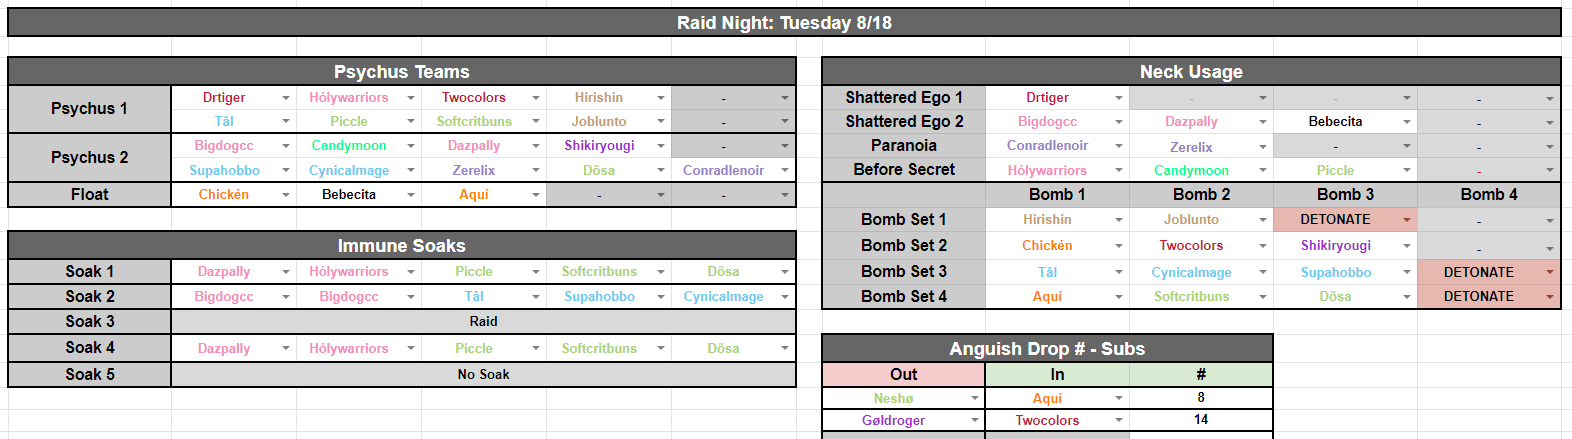 Raid Night: Tuesday 8/18
Psychus Teams
Psychus 1
Drtiger Hólywarriors Twocolors Hirishin -
Tål Piccle Softcritbuns Joblunto -
Psychus 2
Bigdogcc Candymoon Dazpally Shikiryougi -
Supahobbo Cynicalmage Zerelix Dösa Conradlenoir
Float Chickén Bebecita Aquí - -
Immune Soaks
Soak 1 Dazpally Hólywarriors Piccle Softcritbuns Dösa
Soak 2 Bigdogcc Bigdogcc Tål Supahobbo Cynicalmage
Soak 3 Raid
Soak 4 Dazpally Hólywarriors Piccle Softcritbuns Dösa
Soak 5 No Soak
Neck Usage
Shattered Ego 1 Drtiger - - -
Shattered Ego 2 Bigdogcc Dazpally Bebecita -
Paranoia Conradlenoir Zerelix - -
Before Secret Hólywarriors Candymoon Piccle -
Bomb 1 Bomb 2 Bomb 3 Bomb 4
Bomb Set 1 Hirishin Joblunto DETONATE -
Bomb Set 2 Chickén Twocolors Shikiryougi -
Bomb Set 3 Tål Cynicalmage Supahobbo DETONATE
Bomb Set 4 Aquí Softcritbuns Dösa DETONATE
Anguish Drop # - Subs
Out In #
Neshø Aquí 8
Gøldroger Twocolors 14